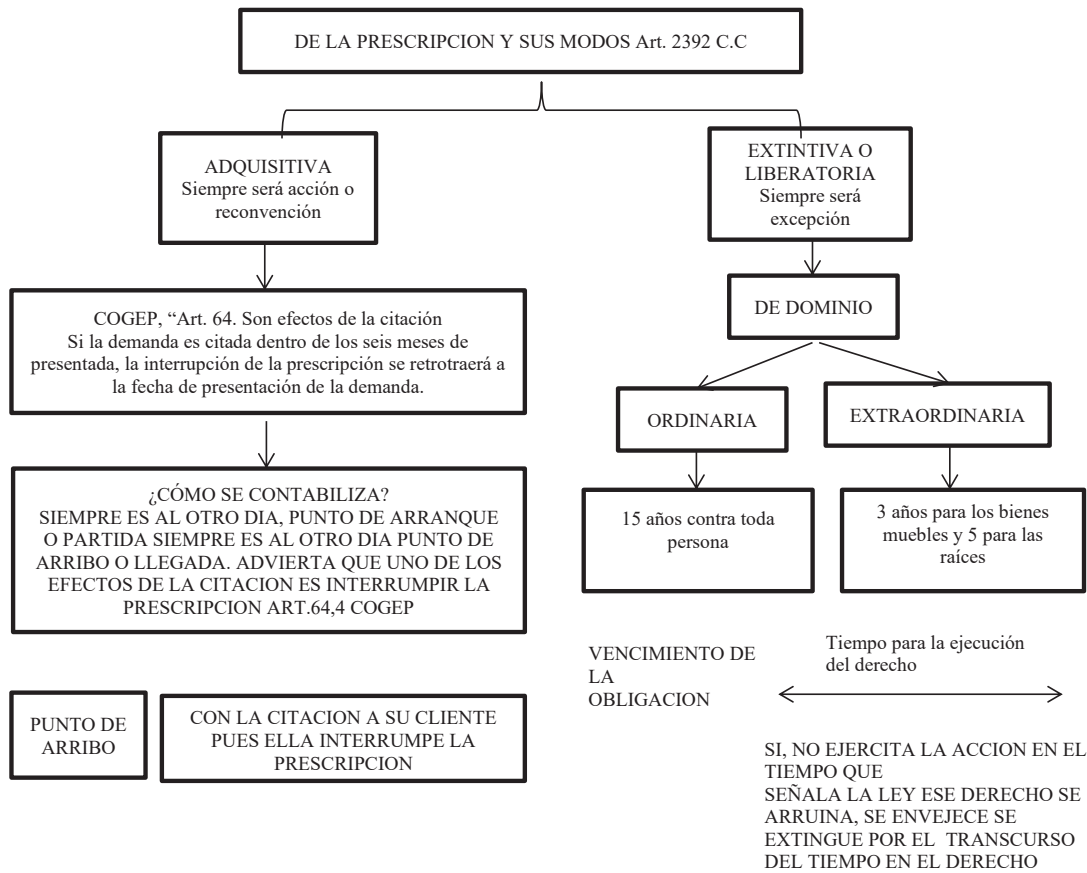 DE LA PRESCRIPCION Y SUS MODOS Art. 2392 C.C
ADQUISITIVA
Siempre será acción o
reconvención
EXTINTIVA O
LIBERATORIA
Siempre será
excepción
COGEP, “Art. 64. Son efectos de la citación
Si la demanda es citada dentro de los seis meses de
presentada, la interrupción de la prescripción se retrotraerá a
la fecha de presentación de la demanda.
DE DOMINIO
ORDINARIA
EXTRAORDINARIA
¿CÓMO SE CONTABILIZA?
SIEMPRE ES AL OTRO DIA, PUNTO DE ARRANQUE
O PARTIDA SIEMPRE ES AL OTRO DIA PUNTO DE
ARRIBO O LLEGADA. ADVIERTA QUE UNO DE LOS
EFECTOS DE LA CITACION ES INTERRUMPIR LA
PRESCRIPCION ART.64,4 COGEP
15 años contra toda
persona
3 años para los bienes
muebles y 5 para las
raíces
PUNTO DE
ARRIBO
CON LA CITACION A SU CLIENTE
PUES ELLA INTERRUMPE LA
PRESCRIPCION
VENCIMIENTO DE
LA
OBLIGACION
Tiempo para la ejecución
del derecho
SI, NO EJERCITA LA ACCION EN EL
TIEMPO QUE
SEÑALA LA LEY ESE DERECHO SE
ARRUINA, SE ENVEJECE SE
EXTINGUE POR EL TRANSCURSO
DEL TIEMPO EN EL DERECHO